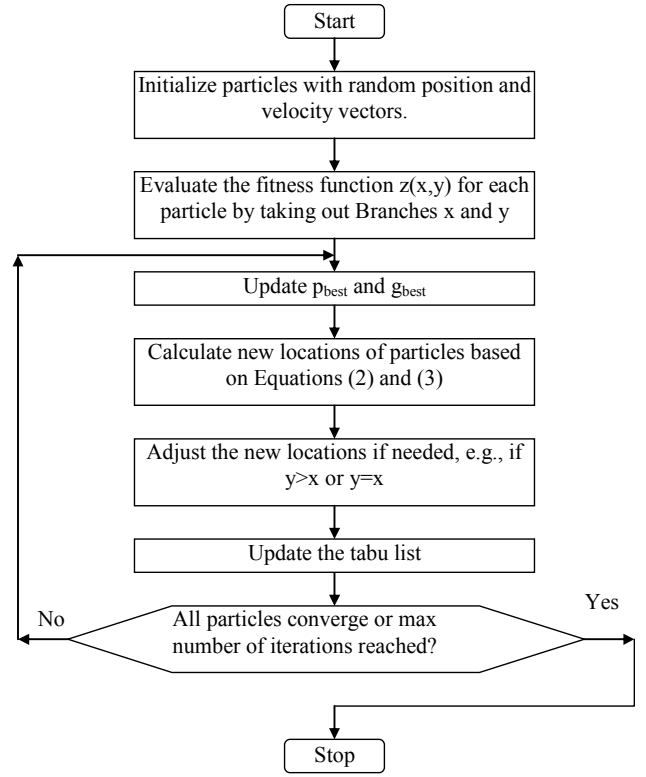 Start
Initialize particles with random position and
velocity vectors.
Evaluate the fitness function z(x,y) for each
particle by taking out Branches x and y
Update pbest and gbest
Calculate new locations of particles based
on Equations (2) and (3)
Adjust the new locations if needed, e.g., if
y>x or y=x
Update the tabu list
No
All particles converge or max
number of iterations reached?
Yes
Stop